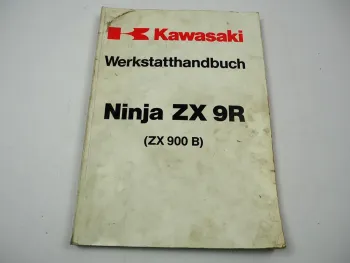 Kawasaki
Werkstatthandbuch
Ninja ZX 9R
(ZX 900 B)